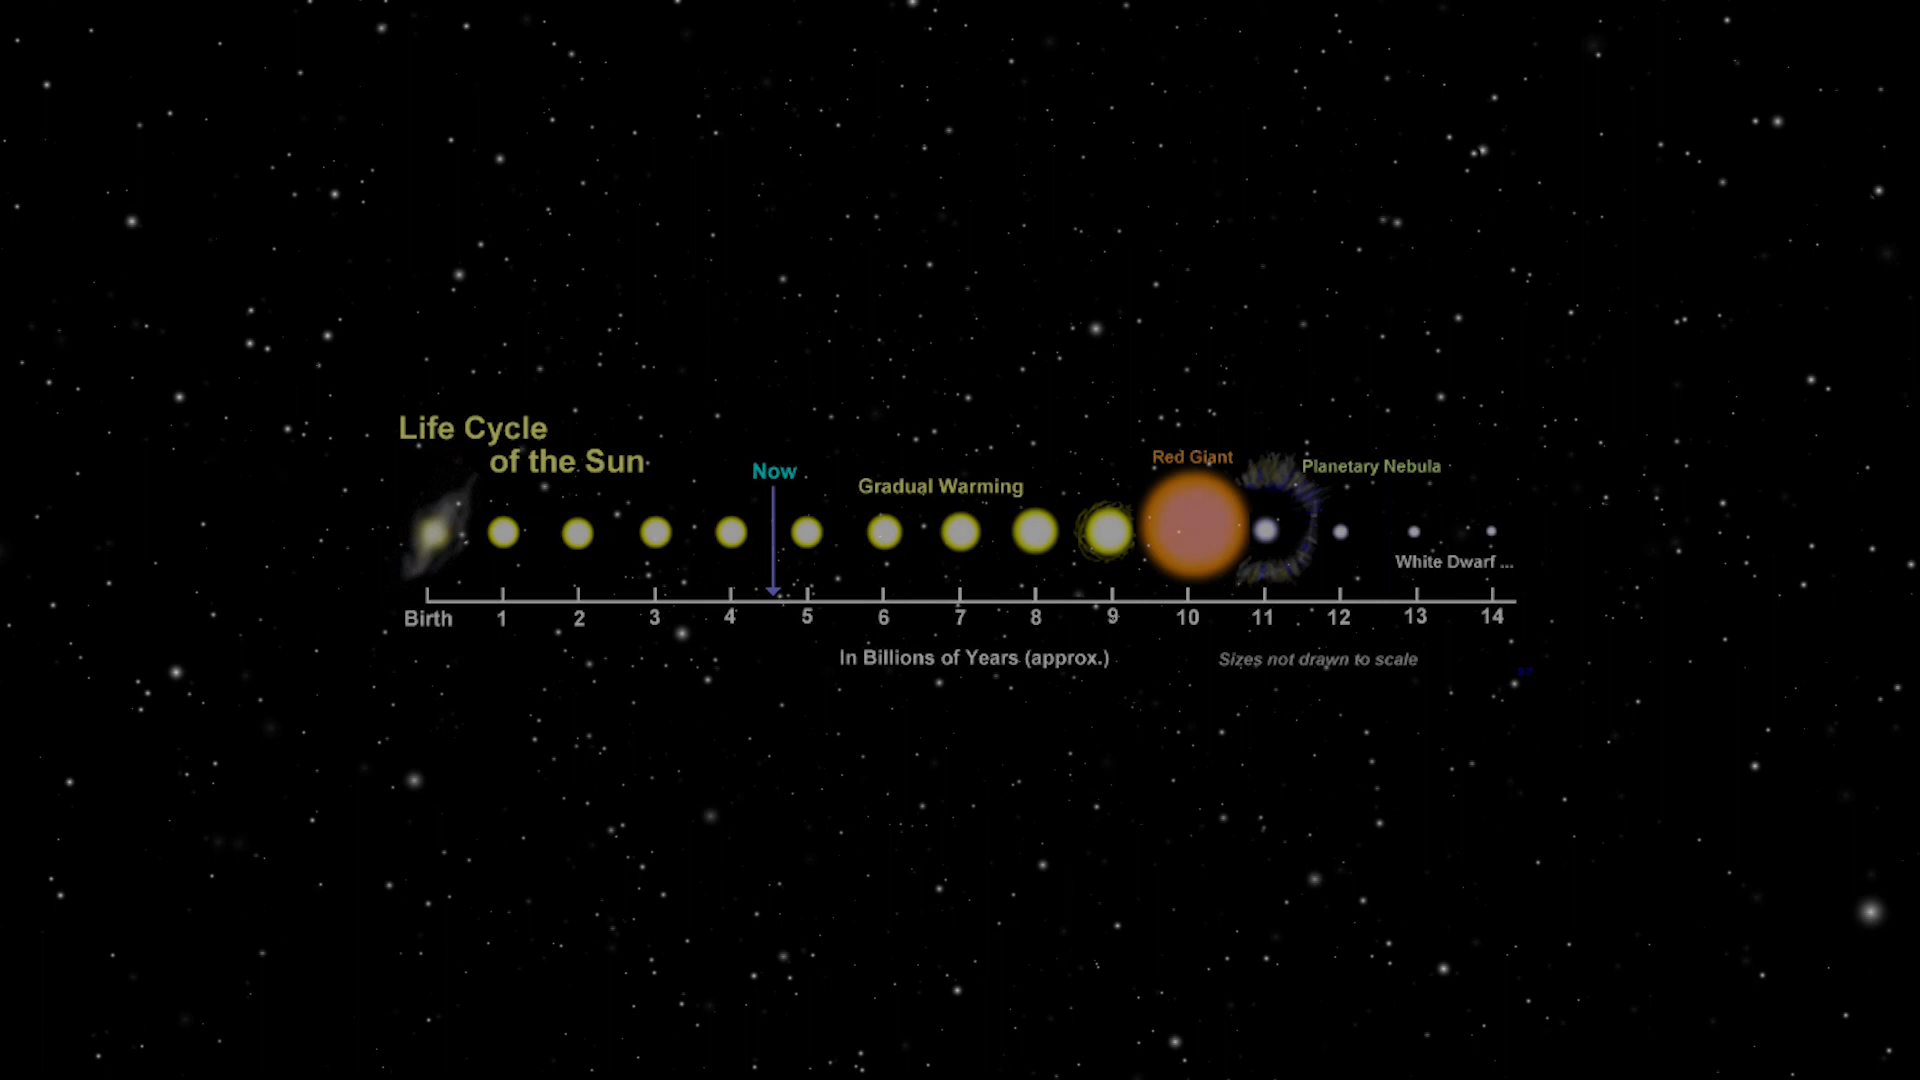 Life Cycle
of the Sun
Now
Gradual Warming
Red Giant
Planetary Nebula
White Dwarf ...
Birth 1 2 3 4 5 6 7 8 9 10 11 12 13 14
In Billions of Years (approx.)
Sizes not drawn to scale